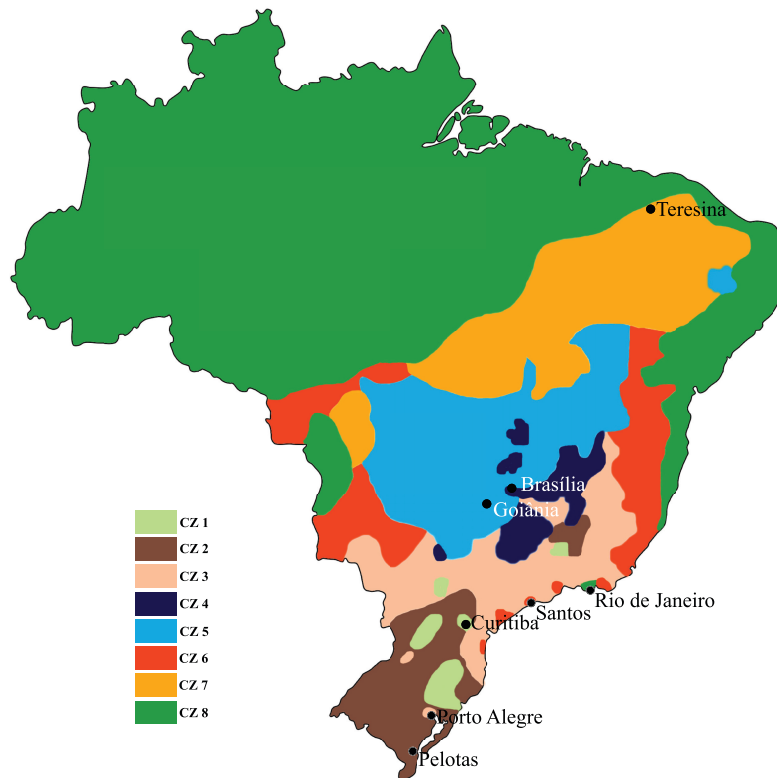 Teresina
Brasília
Goiânia
CZ 1
CZ 2
CZ 3
CZ 4
CZ 5
CZ 6
CZ 7
CZ 8
Rio de Janeiro
Santos
Curitiba
Porto Alegre
Pelotas